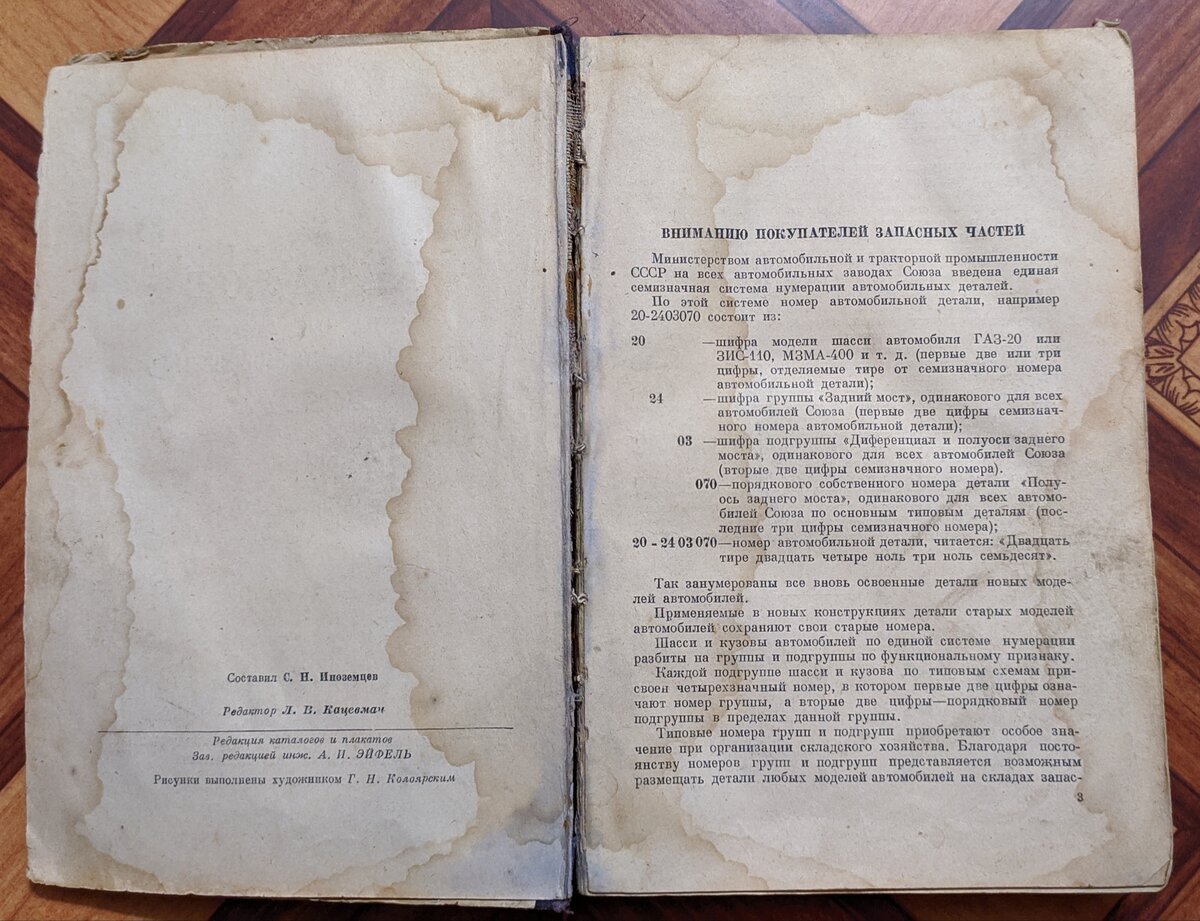 Составил С. Н. Иноземцев
Редактор Л. В. Кацевман
Редакция каталогов и плакатов
Зав. редакцией инж. А. И. ЭЙФЕЛЬ
Рисунки выполнены художником Г. Н. Колоярским
ВНИМАНИЮ ПОКУПАТЕЛЕЙ ЗАПАСНЫХ ЧАСТЕЙ
Министерством автомобильной и тракторной промышленности
СССР на всех автомобильных заводах Союза введена единая
семизначная система нумерации автомобильных деталей.
По этой системе номер автомобильной детали, например
20-2403070 состоит из:
20 —шифра модели шасси автомобиля ГАЗ-20 или
ЗИС-110, МЗМА-400 и т. д. (первые две или три
цифры, отделяемые тире от семизначного номера
автомобильной детали);
24 —шифра группы «Задний мост», одинакового для всех
автомобилей Союза (первые две цифры семизнач-
ного номера автомобильной детали);
03 —шифра подгруппы «Диференциал и полуоси заднего
моста», одинакового для всех автомобилей Союза
(вторые две цифры семизначного номера).
070—порядкового собственного номера детали «Полу-
ось заднего моста», одинакового для всех автомо-
билей Союза по основным типовым деталям (пос-
ледние три цифры семизначного номера);
20 - 24 03 070—номер автомобильной детали, читается: «Двадцать
тире двадцать четыре ноль три ноль семьдесят».
Так занумерованы все вновь освоенные детали новых моде-
лей автомобилей.
Применяемые в новых конструкциях детали старых моделей
автомобилей сохраняют свои старые номера.
Шасси и кузовы автомобилей по единой системе нумерации
разбиты на группы и подгруппы по функциональному признаку.
Каждой подгруппе шасси и кузова по типовым схемам при-
своен четырехзначный номер, в котором первые две цифры озна-
чают номер группы, а вторые две цифры—порядковый номер
подгруппы в пределах данной группы.
Типовые номера групп и подгрупп приобретают особое зна-
чение при организации складского хозяйства. Благодаря посто-
янству номеров групп и подгрупп представляется возможным
размещать детали любых моделей автомобилей на складах запас-
3